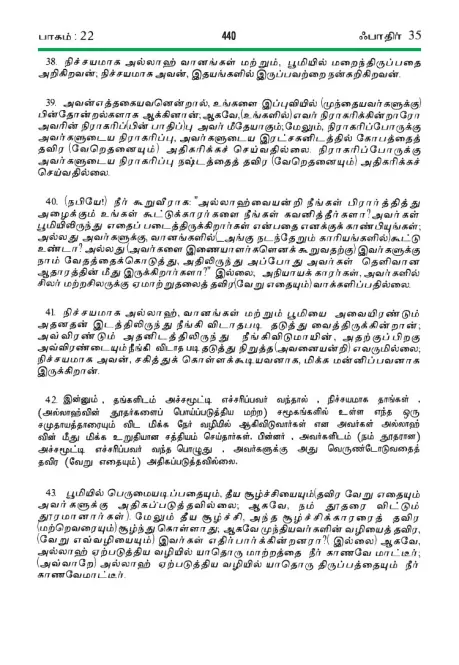 பாகம் : 22 440 ஃபாதிர் 35
38. நிச்சயமாக அல்லாஹ் வானங்கள் மற்றும், பூமியில் மறைந்திருப்பதை
அறிகிறவன்; நிச்சயமாக அவன், இதயங்களில் இருப்பவற்றை நன்கறிகிறவன்.
39. அவன் எத்தகையவனென்றால், உங்களை இப்புவியில் (முந்தையவர்களுக்கு)
பின்தோன்றல்களாக ஆக்கினான்; ஆகவே, (உங்களில்) எவர் நிராகரிக்கின்றாரோ
அவரின் நிராகரிப்(பின் பாதிப்)பு அவர் மீதேயாகும்; மேலும், நிராகரிப்போருக்கு
அவர்களுடைய நிராகரிப்பு, அவர்களுடைய இரட்சகனிடத்தில் கோபத்தைத்
தவிர (வேறெதனையும்) அதிகரிக்கச் செய்வதில்லை. நிராகரிப்போருக்கு
அவர்களுடைய நிராகரிப்பு நஷ்டத்தைத் தவிர (வேறெதனையும்) அதிகரிக்கச்
செய்வதில்லை.
40. (நபியே!) நீர் கூறுவீராக: "அல்லாஹ்வையன்றி நீங்கள் பிரார்த்தித்து
அழைக்கும் உங்கள் கூட்டுக்காரர்களை நீங்கள் கவனித்தீர்களா? அவர்கள்
பூமியிலிருந்து எதைப் படைத்திருக்கிறார்கள் என்பதை எனக்குக் காண்பியுங்கள்;
அல்லது அவர்களுக்கு, வானங்களில் (அங்கு நடந்தேறும் காரியங்களில்) கூட்டு
உண்டா? அல்லது (அவர்களை இணையாளர்களெனக் கூறுவதற்கு) இவர்களுக்கு
நாம் வேதத்தைக்கொடுத்து, அதிலிருந்து அப்போது அவர்கள் தெளிவான
ஆதாரத்தின் மீது இருக்கிறார்களா?" இல்லை, அநியாயக்காரர்கள், அவர்களில்
சிலர் மற்றசிலருக்கு ஏமாற்றுதலைத் தவிர (வேறு எதையும்) வாக்களிப்பதில்லை.
41. நிச்சயமாக அல்லாஹ், வானங்கள் மற்றும் பூமியை அவையிரண்டும்
அதனதன் இடத்திலிருந்து நீங்கி விடாதபடி தடுத்து வைத்திருக்கின்றான்;
அவ்விரண்டும் அதனிடத்திலிருந்து நீங்கிவிடுமாயின், அதற்குப்பிறகு
அவ்விரண்டையும் நீங்கி விடாதபடி தடுத்து நிறுத்த (அவனையன்றி) எவருமில்லை;
நிச்சயமாக அவன், சகித்துக் கொள்ளக்கூடியவனாக, மிக்க மன்னிப்பவனாக
இருக்கிறான்.
42. இன்னும் , தங்களிடம் அச்சமூட்டி எச்சரிப்பவர் வந்தால் , நிச்சயமாக தாங்கள் ,
(அல்லாஹ்வின் தூதர்களைப் பொய்ப்படுத்திய மற்ற) சமூகங்களில் உள்ள எந்த ஒரு
சமுதாயத்தாரையும் விட மிக்க நேர் வழியில் ஆகிவிடுவார்கள் என அவர்கள் அல்லாஹ்
வின் மீது மிக்க உறுதியான சத்தியம் செய்தார்கள். பின்னர் , அவர்களிடம் (நம் தூதரான)
அச்சமூட்டி எச்சரிப்பவர் வந்த பொழுது , அவர்களுக்கு அது வெருண்டோடுவதைத்
தவிர (வேறு எதையும்) அதிகப்படுத்தவில்லை.
43. பூமியில் பெருமையடிப்பதையும், தீய சூழ்ச்சியையும் (தவிர வேறு எதையும்
அவர்களுக்கு அதிகப்படுத்தவில்லை; ஆகவே, நம் தூதரை விட்டும்
தூரமானார்கள்). மேலும் தீய சூழ்ச்சி, அந்த சூழ்ச்சிக்காரரைத் தவிர
(மற்றெவரையும்) சூழ்ந்து கொள்ளாது; ஆகவே முந்தியவர்களின் வழியைத் தவிர,
(வேறு எவ்வழியையும்) இவர்கள் எதிர்பார்க்கின்றனரா? (இல்லை) ஆகவே,
அல்லாஹ் ஏற்படுத்திய வழியில் யாதொரு மாற்றத்தை நீர் காணவே மாட்டீர்;
(அவ்வாறே) அல்லாஹ் ஏற்படுத்திய வழியில் யாதொரு திருப்பத்தையும் நீர்
காணவேமாட்டீர்.